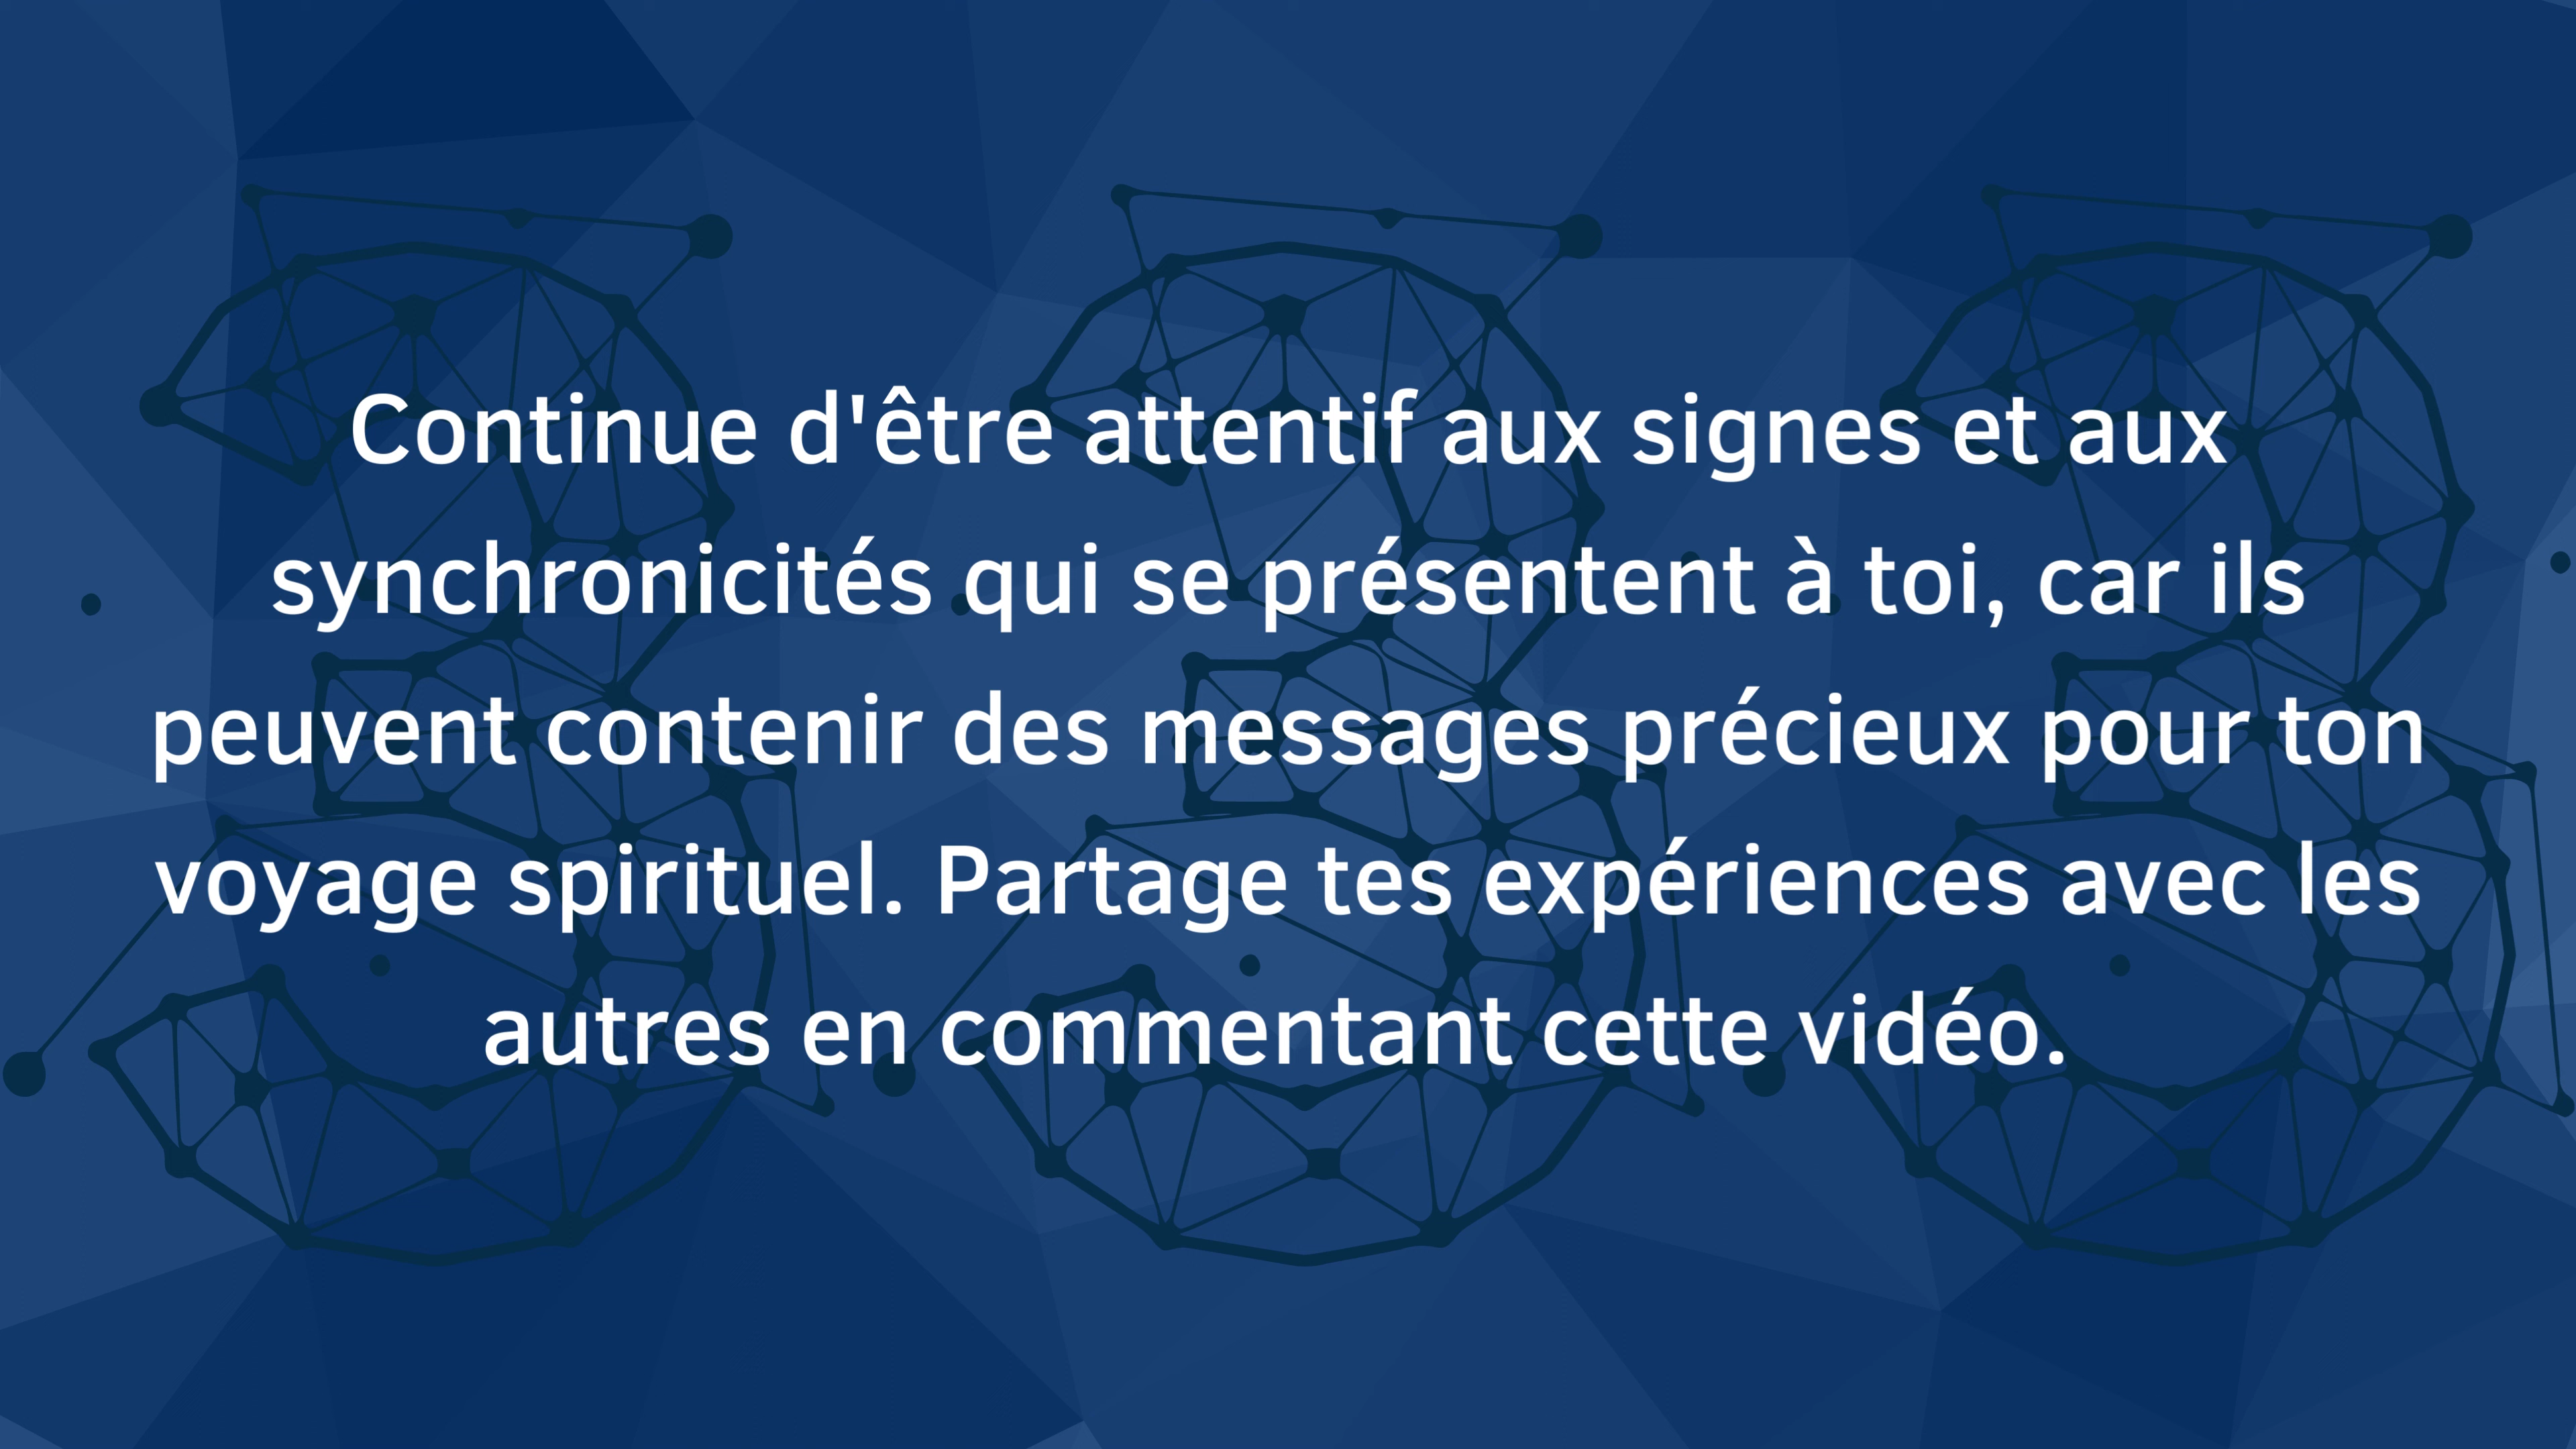 Continue d'être attentif aux signes et aux
synchronicités qui se présentent à toi, car ils
peuvent contenir des messages précieux pour ton
voyage spirituel. Partage tes expériences avec les
autres en commentant cette vidéo.
333